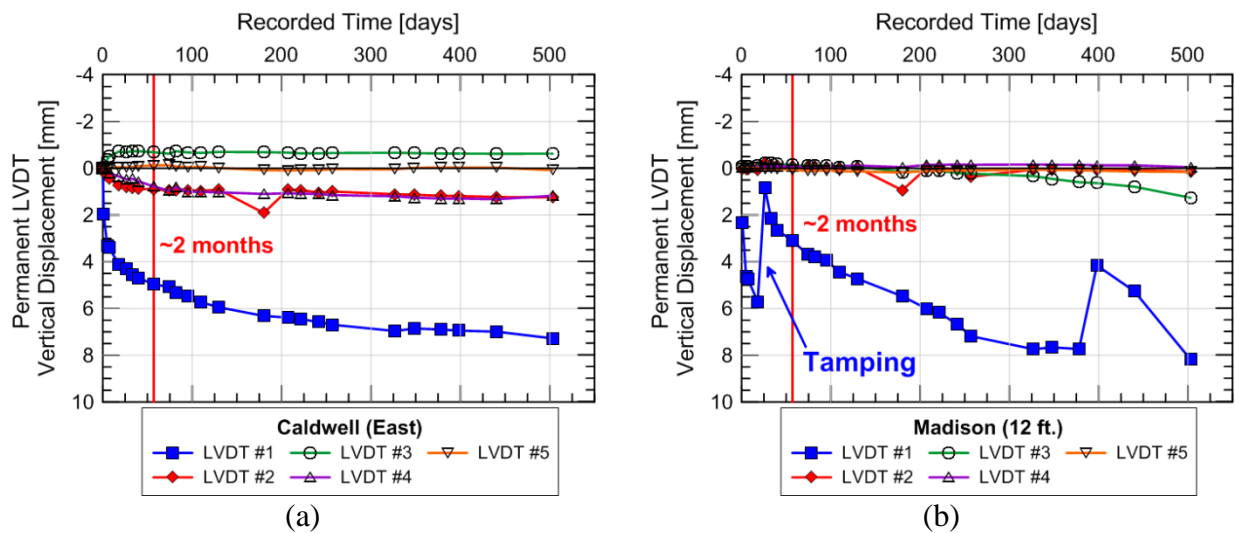 Recorded Time [days]
0 100 200 300 400 500
Permanent LVDT
Vertical Displacement [mm]
-4
-2
0
2
4
6
8
10
~2 months
Caldwell (East)
LVDT #1 LVDT #3 LVDT #5
LVDT #2 LVDT #4
(a)
Recorded Time [days]
0 100 200 300 400 500
Permanent LVDT
Vertical Displacement [mm]
-4
-2
0
2
4
6
8
10
~2 months
Tamping
Madison (12 ft.)
LVDT #1 LVDT #3 LVDT #5
LVDT #2 LVDT #4
(b)